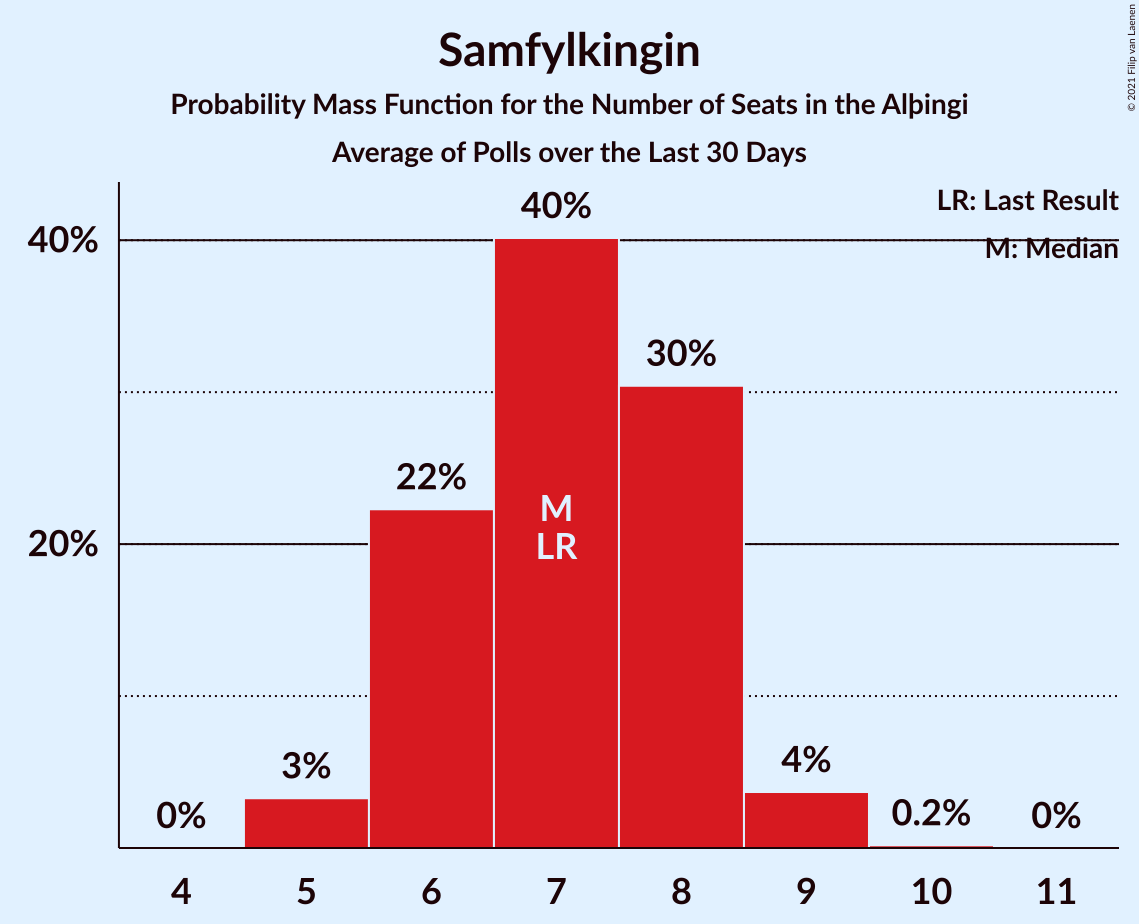 Samfylkingin
Probability Mass Function for the Number of Seats in the Alþingi
Average of Polls over the Last 30 Days
© 2021 Filip van Laenen
LR: Last Result
M: Median
40%
40%
30%
22%
M
LR
20%
3%
4%
0%
0.2%
0%
4 5 6 7 8 9 10 11